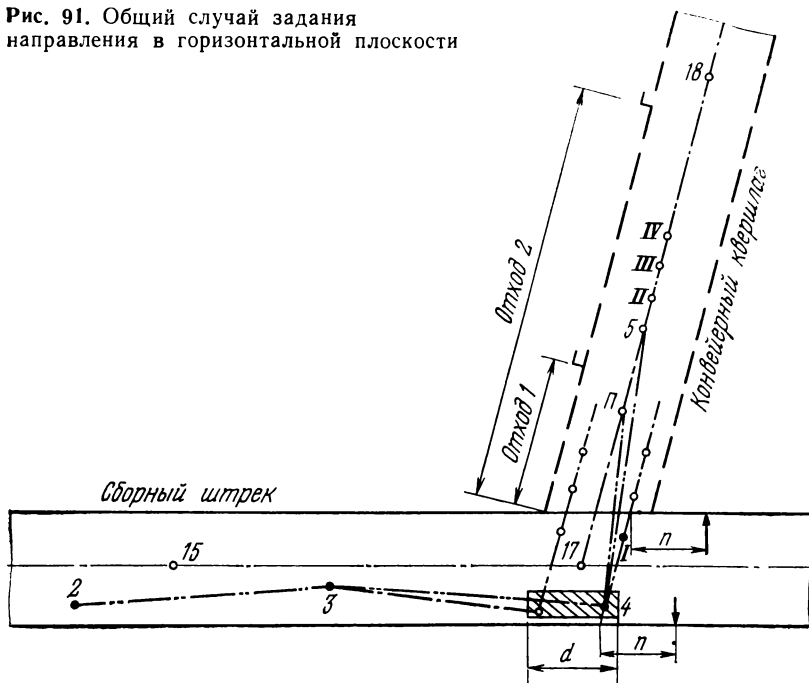 Рис. 91. Общий случай задания
направления в горизонтальной плоскости
18
Отход 2
IV
III
II
5
Конвейерный квершлаг
Отход 1
П
Сборный штрек
15
17
I
n
2
3
4
d
n